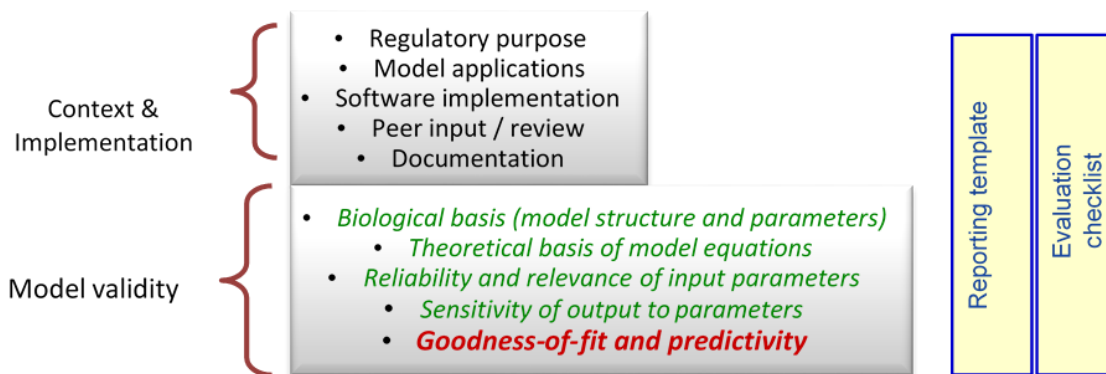 • Regulatory purpose
• Model applications
• Software implementation
• Peer input / review
• Documentation
Context &
Implementation
• Biological basis (model structure and parameters)
• Theoretical basis of model equations
• Reliability and relevance of input parameters
• Sensitivity of output to parameters
• Goodness-of-fit and predictivity
Model validity
Reporting template
Evaluation
checklist